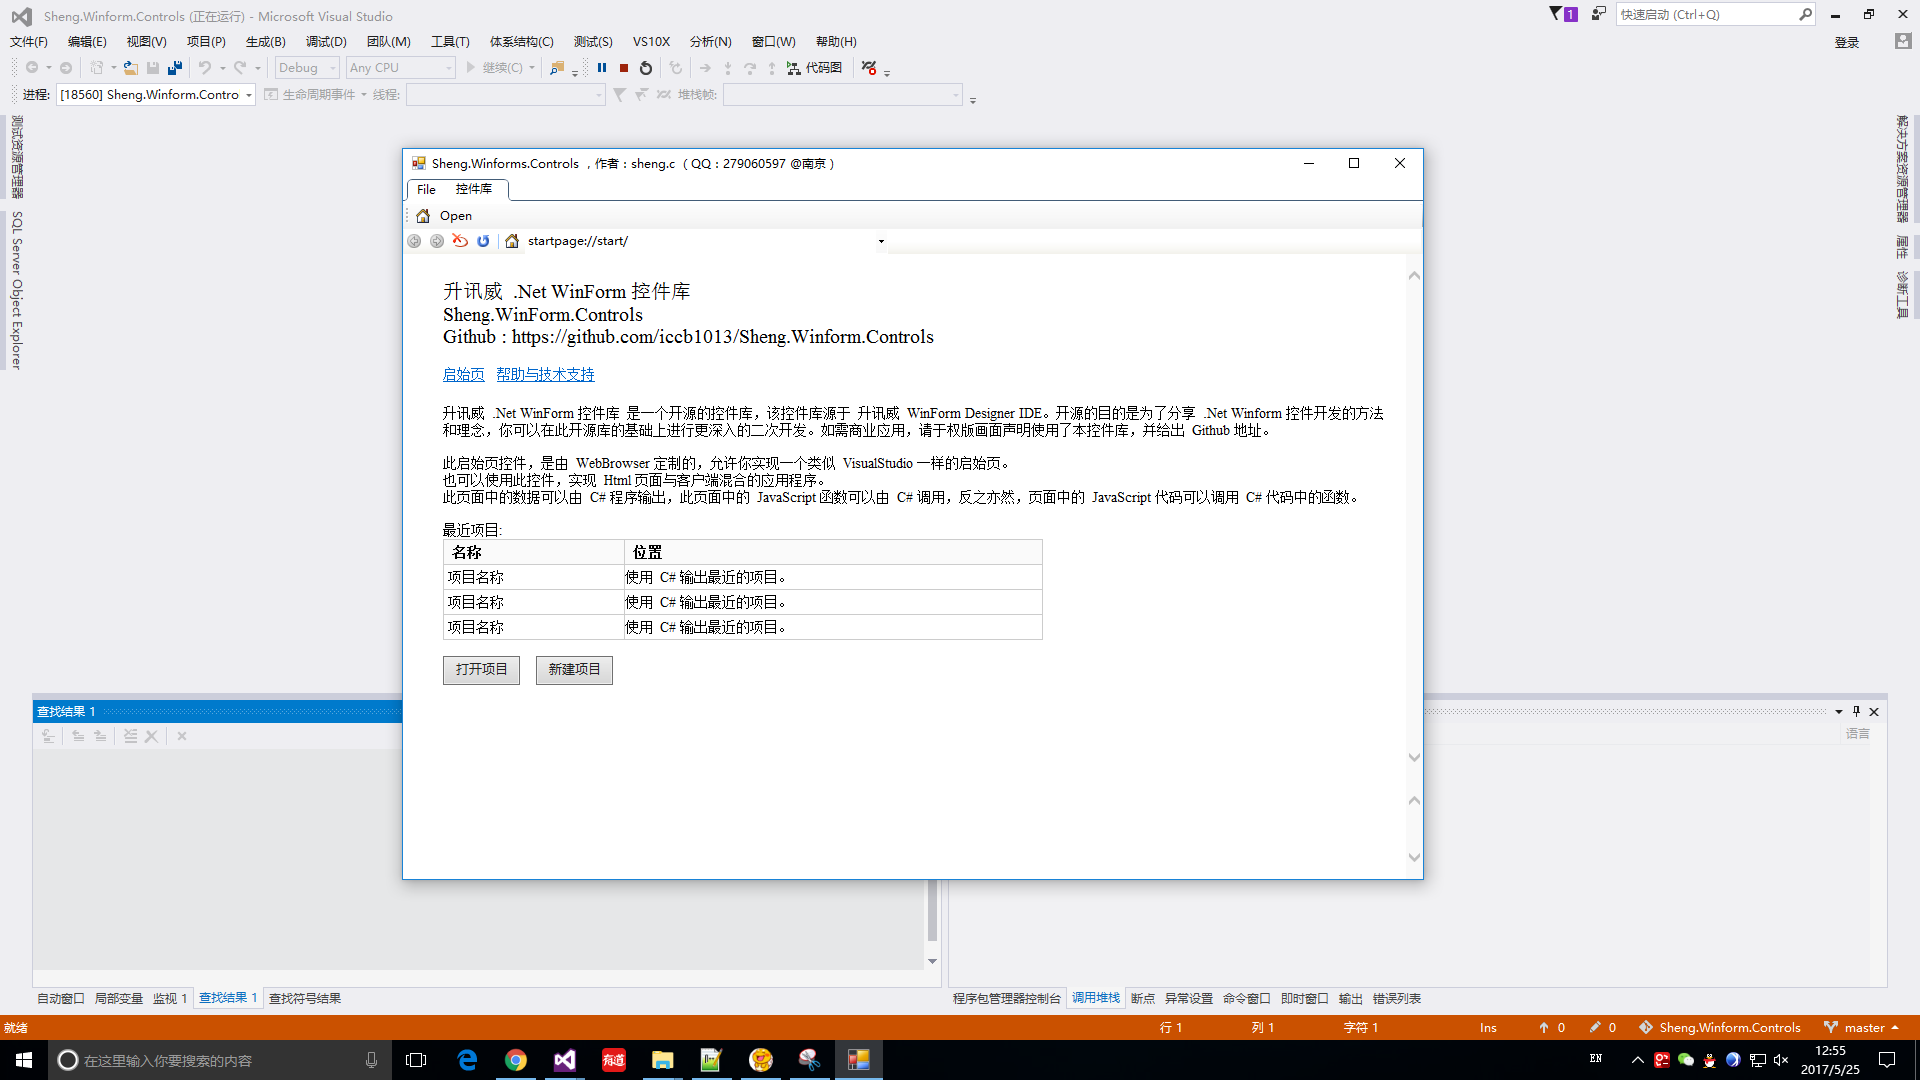 Sheng.Winform.Controls (正在运行) - Microsoft Visual Studio
1
快速启动 (Ctrl+Q)
文件(F) 编辑(E) 视图(V) 项目(P) 生成(B) 调试(D) 团队(M) 工具(T) 体系结构(C) 测试(S) VS10X 分析(N) 窗口(W) 帮助(H)
登录
Debug Any CPU 继续(C) 代码图
进程: [18560] Sheng.Winform.Contro 生命周期事件 线程: 堆栈帧:
测试资源管理器
SQL Server Object Explorer
解决方案资源管理器
属性
诊断工具
Sheng.Winforms.Controls ，作者：sheng.c （ QQ：279060597 @南京 ）
File 控件库
Open
startpage://start/
升讯威 .Net WinForm 控件库
Sheng.WinForm.Controls
Github : https://github.com/iccb1013/Sheng.Winform.Controls
启始页 帮助与技术支持
升讯威 .Net WinForm 控件库 是一个开源的控件库，该控件库源于 升讯威 WinForm Designer IDE。开源的目的是为了分享 .Net Winform 控件开发的方法
和理念，你可以在此开源库的基础上进行更深入的二次开发。如需商业应用，请于权版画面声明使用了本控件库，并给出 Github 地址。
此启始页控件，是由 WebBrowser 定制的，允许你实现一个类似 VisualStudio 一样的启始页。
也可以使用此控件，实现 Html 页面与客户端混合的应用程序。
此页面中的数据可以由 C# 程序输出，此页面中的 JavaScript 函数可以由 C# 调用，反之亦然，页面中的 JavaScript 代码可以调用 C# 代码中的函数。
最近项目:
名称 位置
项目名称 使用 C# 输出最近的项目。
项目名称 使用 C# 输出最近的项目。
项目名称 使用 C# 输出最近的项目。
打开项目 新建项目
查找结果 1
语言
自动窗口 局部变量 监视 1 查找结果 1 查找符号结果
程序包管理器控制台 调用堆栈 断点 异常设置 命令窗口 即时窗口 输出 错误列表
就绪 行 1 列 1 字符 1 Ins 0 0 Sheng.Winform.Controls master
在这里输入你要搜索的内容
有道
EN
12:55
2017/5/25